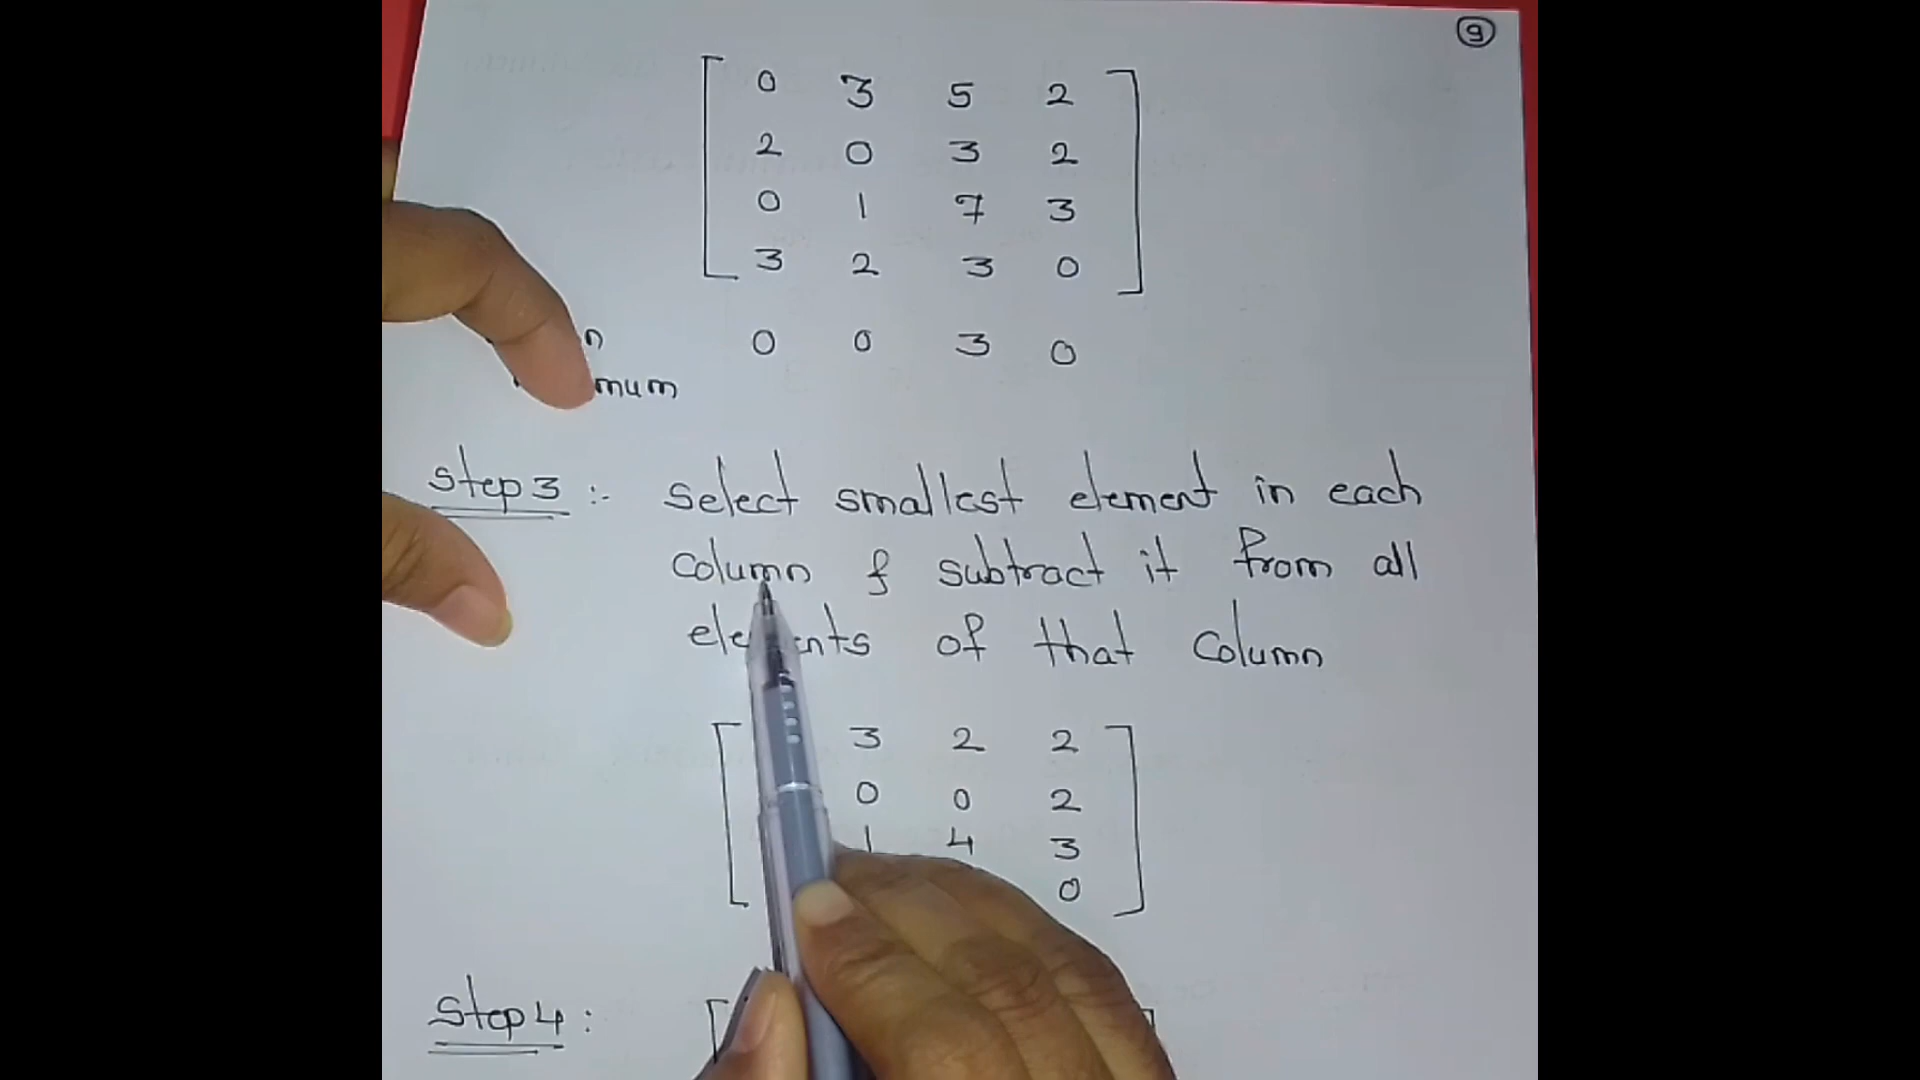 9
0 3 5 2
2 0 3 2
0 1 7 3
3 2 3 0
0 0 3 0
step 3 :- select smallest element in each
column & subtract it from all
of that column
3 2 2
0 0 2
1 4 3
0
Step 4 :